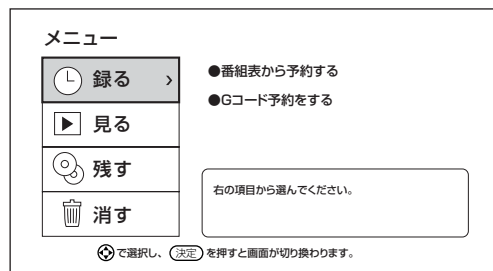 メニュー
録る
見る
残す
消す
●番組表から予約する
●Gコード予約をする
右の項目から選んでください。
で選択し、決定を押すと画面が切り換わります。